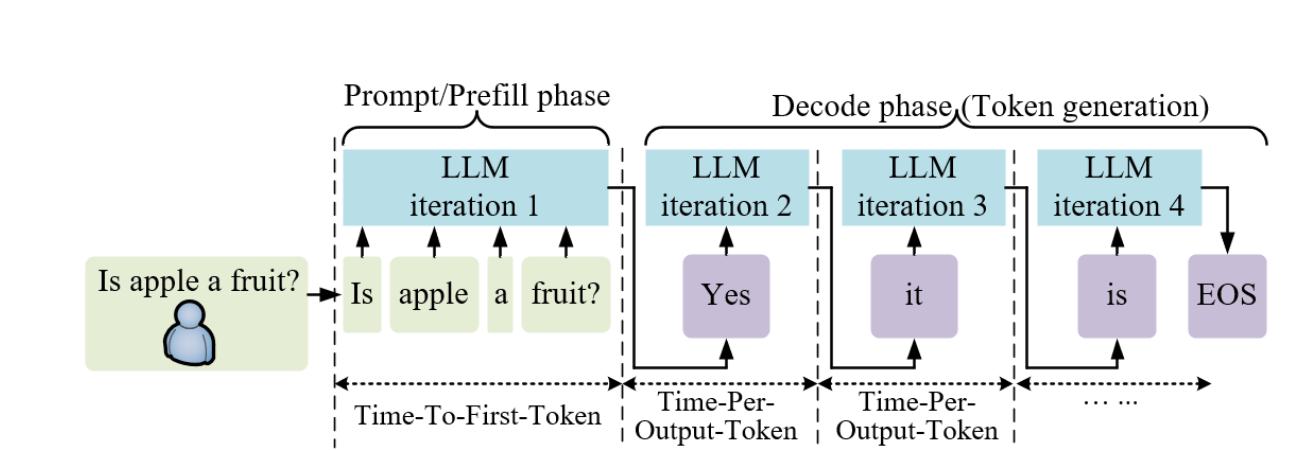 Prompt/Prefill phase
Decode phase (Token generation)
LLM
iteration 1
LLM
iteration 2
LLM
iteration 3
LLM
iteration 4
Is apple a fruit?
Is
apple
a
fruit?
Yes
it
is
EOS
Time-To-First-Token
Time-Per-
Output-Token
Time-Per-
Output-Token
... ...